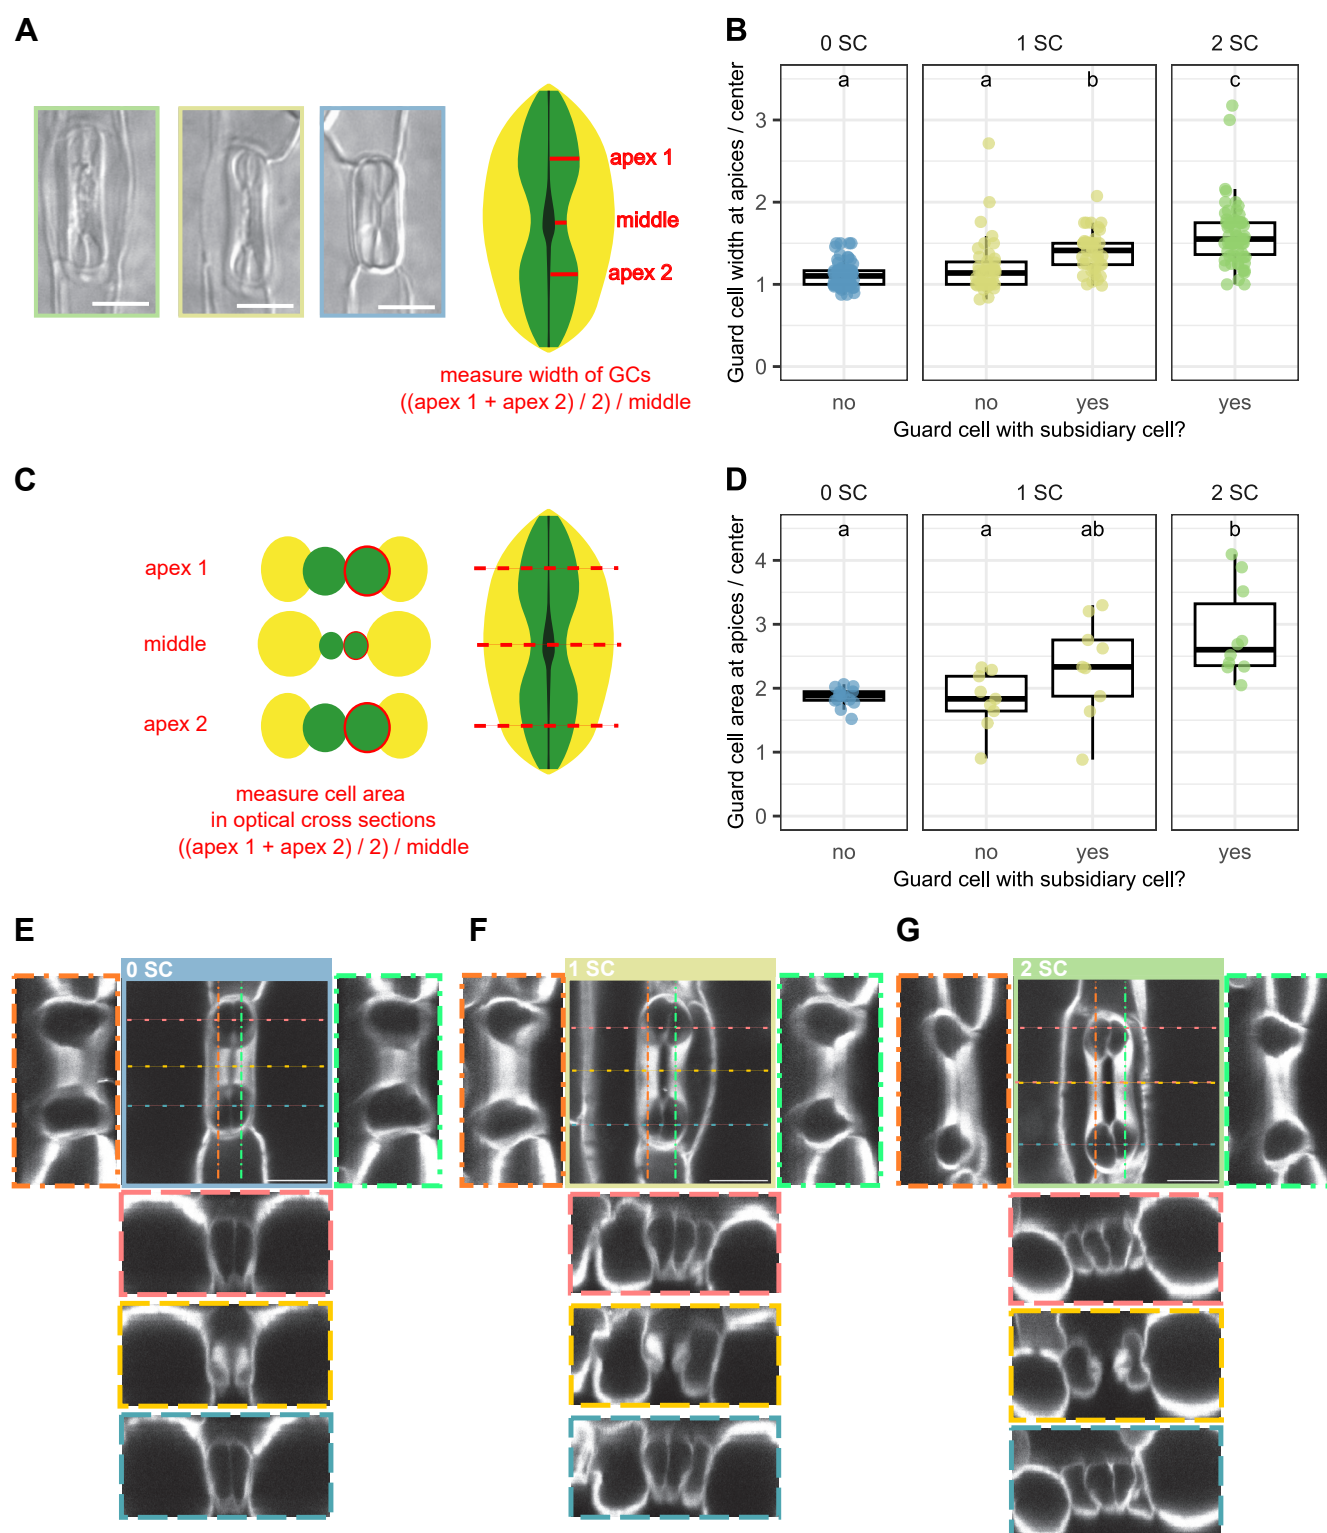 A
apex 1
middle
apex 2
measure width of GCs
((apex 1 + apex 2) / 2) / middle
B
0 SC
1 SC
2 SC
Guard cell width at apices / center
3
2
1
0
a
a
b
c
no
no
yes
yes
Guard cell with subsidiary cell?
C
apex 1
middle
apex 2
measure cell area
in optical cross sections
((apex 1 + apex 2) / 2) / middle
D
0 SC
1 SC
2 SC
Guard cell area at apices / center
4
3
2
1
0
a
a
ab
b
no
no
yes
yes
Guard cell with subsidiary cell?
E
0 SC
F
1 SC
G
2 SC